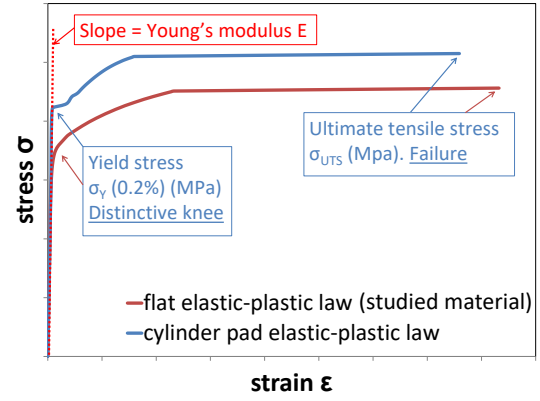 Slope = Young's modulus E
Yield stress
σY (0.2%) (MPa)
Distinctive knee
Ultimate tensile stress
σUTS (Mpa). Failure
stress σ
flat elastic-plastic law (studied material)
cylinder pad elastic-plastic law
strain ε